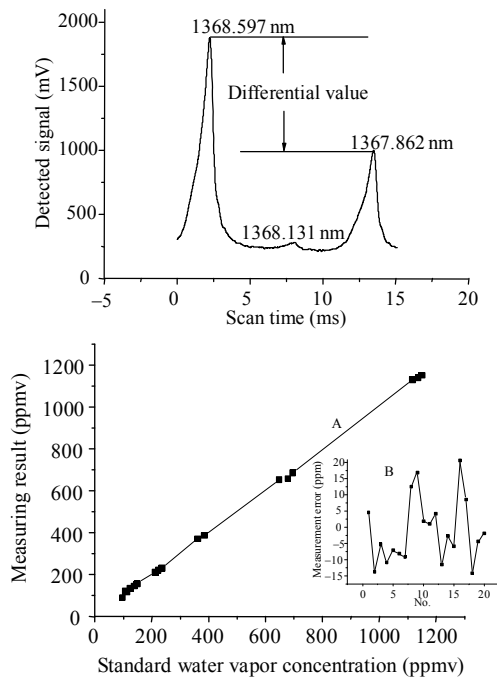 1368.597 nm
2000
1500
1000
500
0
Detected signal (mV)
Differential value
1367.862 nm
1368.131 nm
−5 0 5 10 15 20
Scan time (ms)
1200
1000
800
600
400
200
0
Measuring result (ppmv)
A
B
20
15
10
5
0
−5
−10
−15
Measurement error (ppm)
0 5 10 15 20
No.
0 200 400 600 800 1000 1200
Standard water vapor concentration (ppmv)